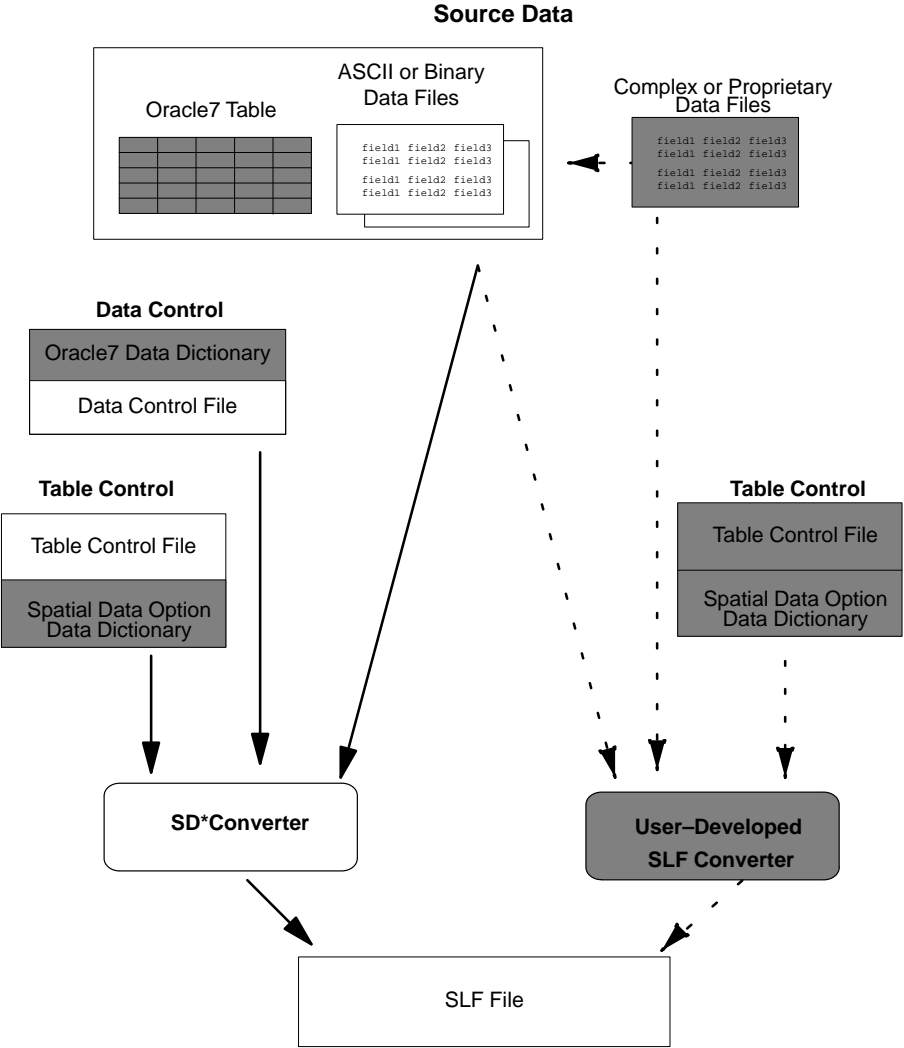 Source Data
ASCII or Binary
Data Files
Oracle7 Table
field1 field2 field3
field1 field2 field3
field1 field2 field3
field1 field2 field3
Complex or Proprietary
Data Files
field1 field2 field3
field1 field2 field3
field1 field2 field3
field1 field2 field3
Data Control
Oracle7 Data Dictionary
Data Control File
Table Control
Table Control File
Spatial Data Option
Data Dictionary
Table Control
Table Control File
Spatial Data Option
Data Dictionary
SD*Converter
User–Developed
SLF Converter
SLF File